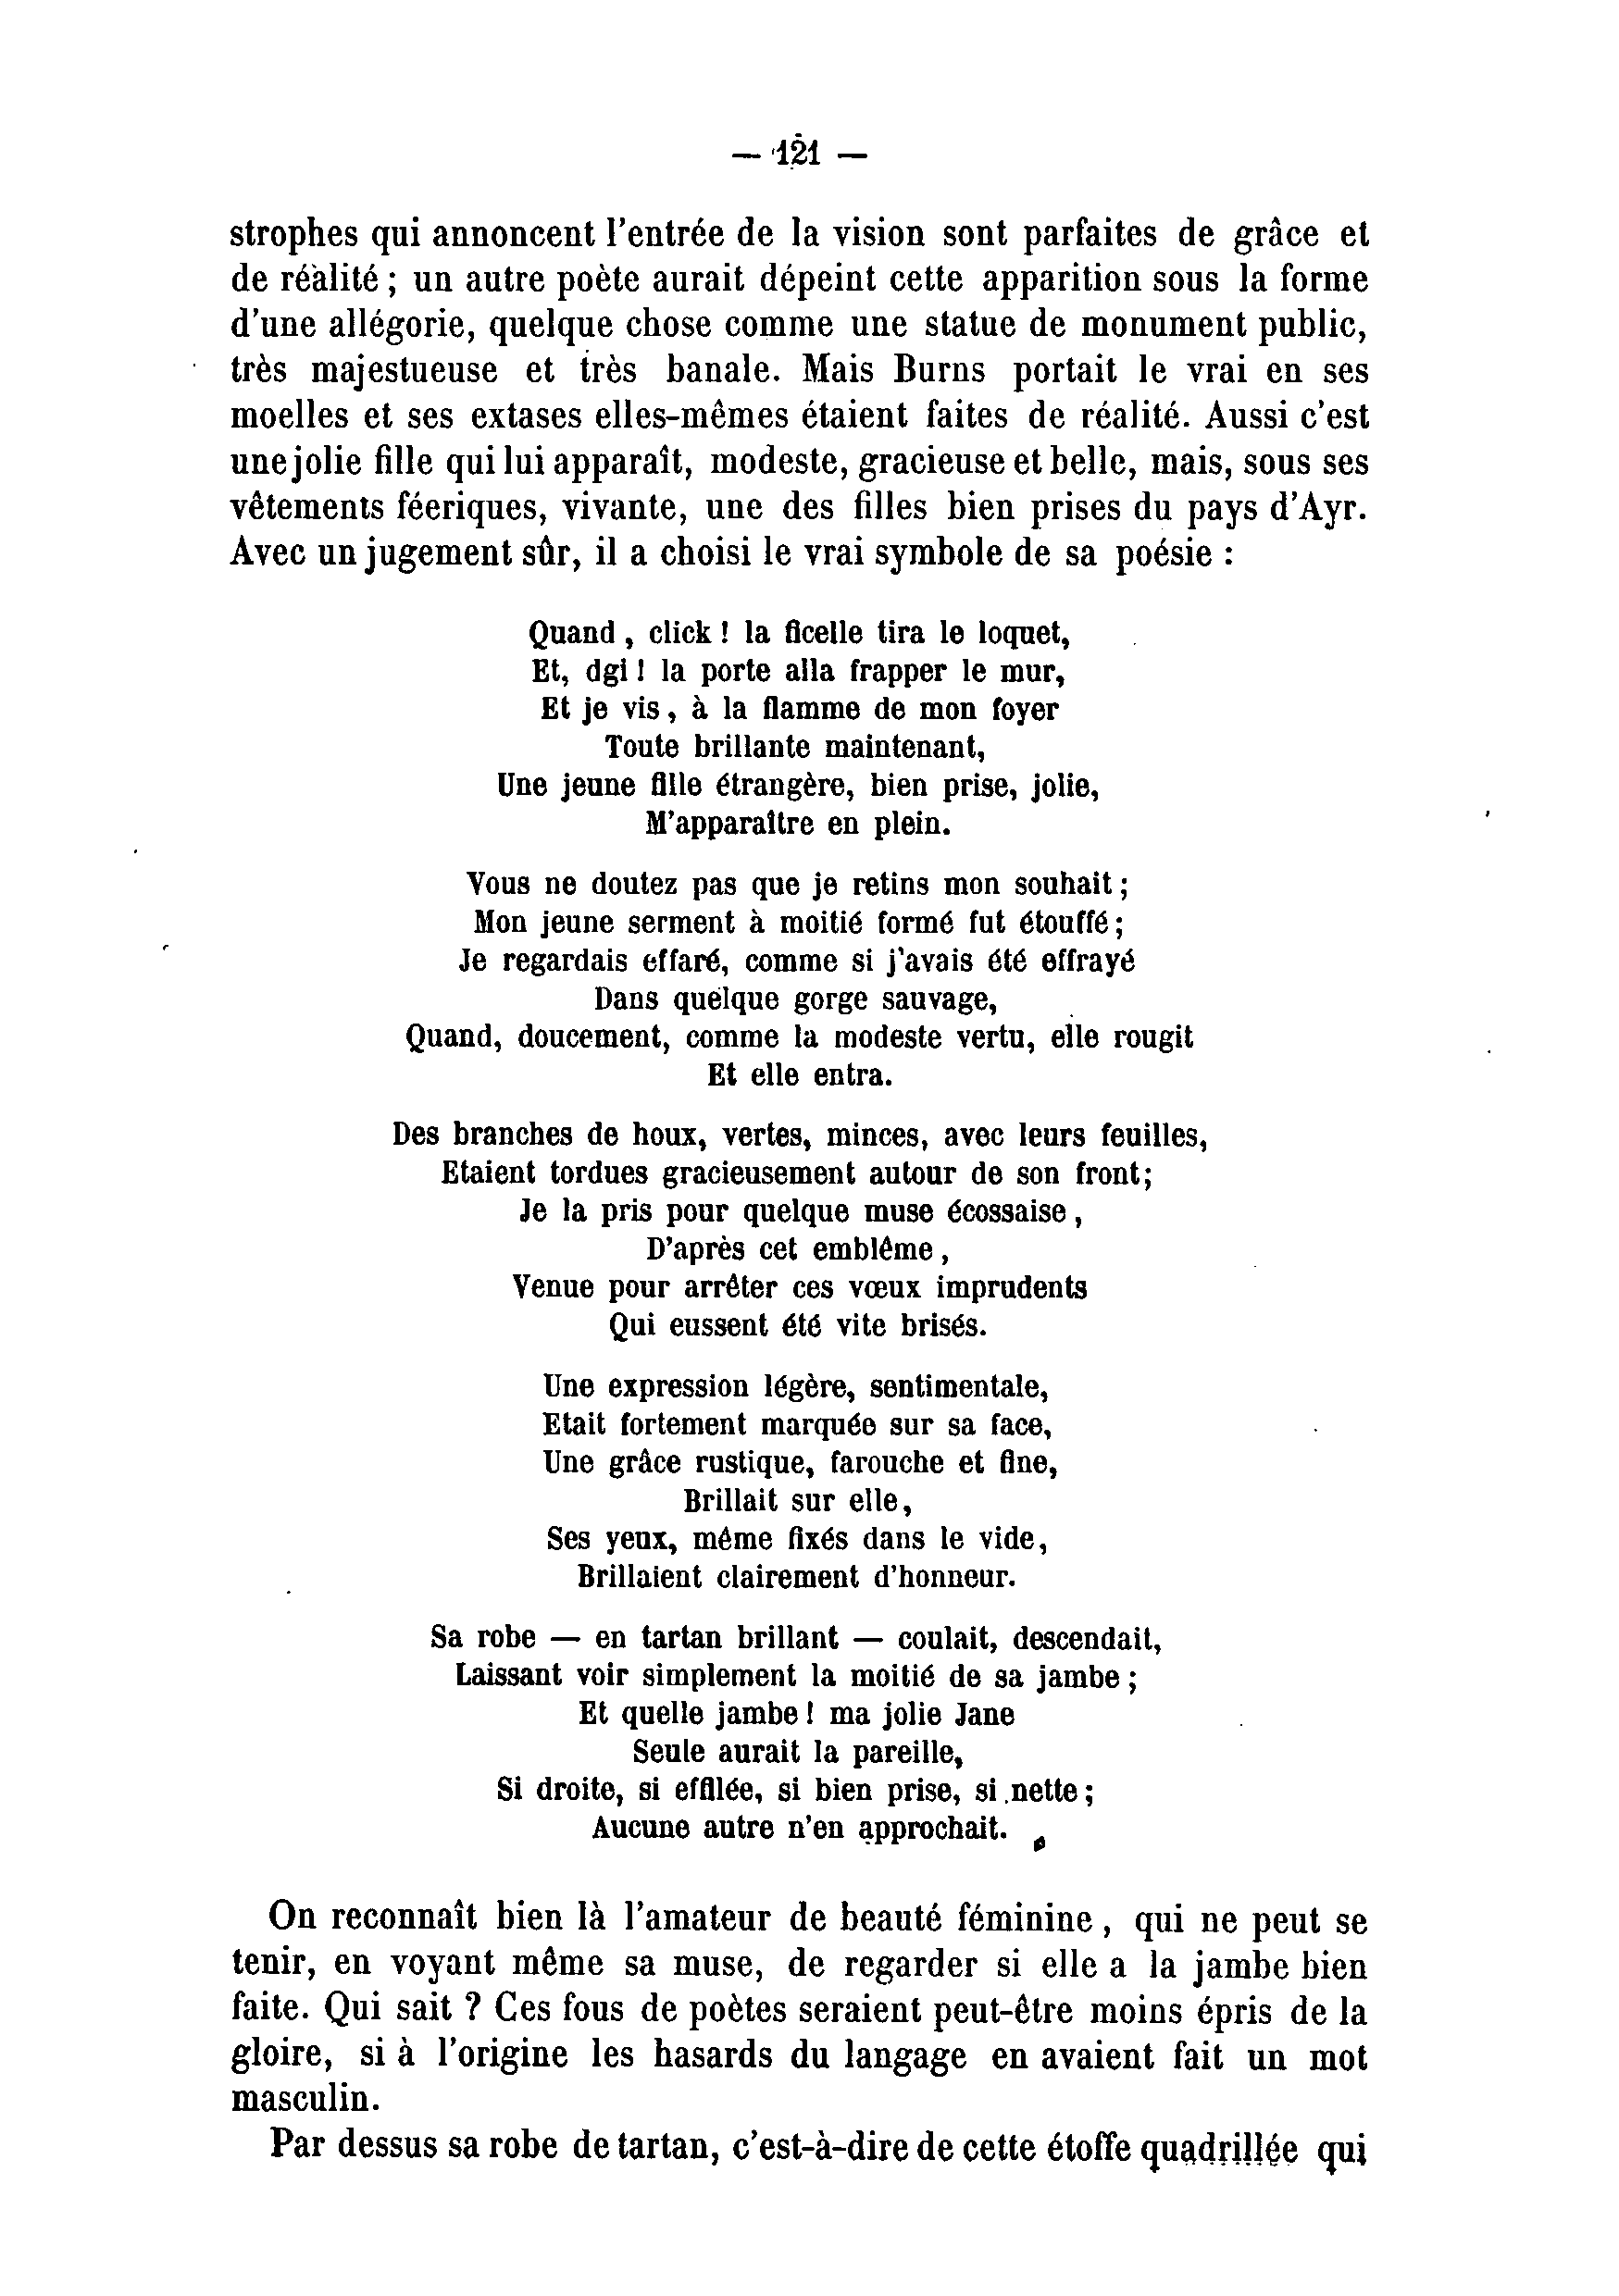 — 121 —
strophes qui annoncent l'entrée de la vision sont parfaites de grâce et
de réalité ; un autre poète aurait dépeint cette apparition sous la forme
d'une allégorie, quelque chose comme une statue de monument public,
très majestueuse et très banale. Mais Burns portait le vrai en ses
moelles et ses extases elles-mêmes étaient faites de réalité. Aussi c'est
une jolie fille qui lui apparaît, modeste, gracieuse et belle, mais, sous ses
vêtements féeriques, vivante, une des filles bien prises du pays d'Ayr.
Avec un jugement sûr, il a choisi le vrai symbole de sa poésie :
Quand , click ! la ficelle tira le loquet,
Et, dgi ! la porte alla frapper le mur,
Et je vis , à la flamme de mon foyer
Toute brillante maintenant,
Une jeune fille étrangère, bien prise, jolie,
M'apparaître en plein.
Vous ne doutez pas que je retins mon souhait ;
Mon jeune serment à moitié formé fut étouffé ;
Je regardais effaré, comme si j'avais été effrayé
Dans quelque gorge sauvage,
Quand, doucement, comme la modeste vertu, elle rougit
Et elle entra.
Des branches de houx, vertes, minces, avec leurs feuilles,
Etaient tordues gracieusement autour de son front;
Je la pris pour quelque muse écossaise ,
D'après cet emblême ,
Venue pour arrêter ces vœux imprudents
Qui eussent été vite brisés.
Une expression légère, sentimentale,
Etait fortement marquée sur sa face,
Une grâce rustique, farouche et fine,
Brillait sur elle,
Ses yeux, même fixés dans le vide,
Brillaient clairement d'honneur.
Sa robe — en tartan brillant — coulait, descendait,
Laissant voir simplement la moitié de sa jambe ;
Et quelle jambe ! ma jolie Jane
Seule aurait la pareille,
Si droite, si effilée, si bien prise, si nette ;
Aucune autre n'en approchait.
On reconnaît bien là l'amateur de beauté féminine , qui ne peut se
tenir, en voyant même sa muse, de regarder si elle a la jambe bien
faite. Qui sait ? Ces fous de poètes seraient peut-être moins épris de la
gloire, si à l'origine les hasards du langage en avaient fait un mot
masculin.
Par dessus sa robe de tartan, c'est-à-dire de cette étoffe quadrillée qui